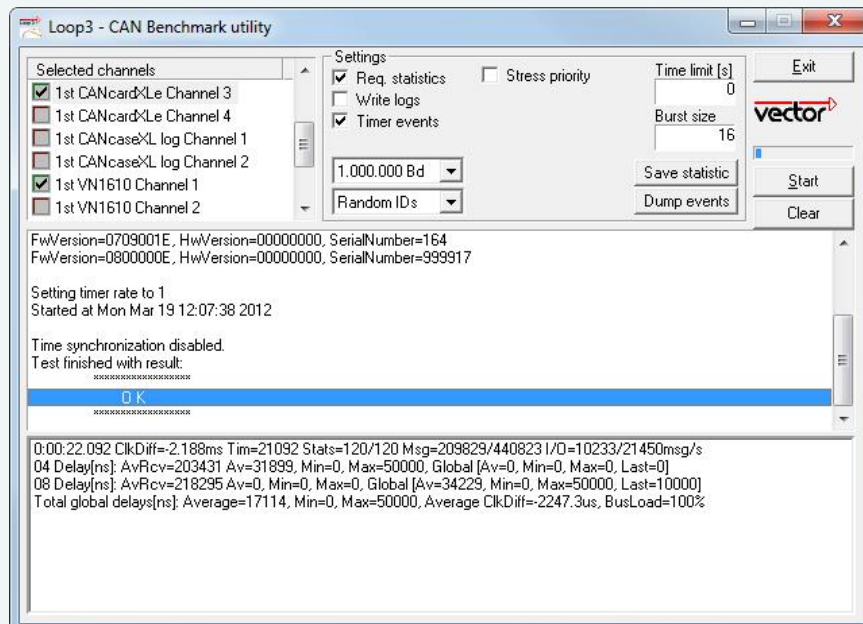 Loop3 - CAN Benchmark utility
Selected channels
1st CANcardXLe Channel 3
1st CANcardXLe Channel 4
1st CANcaseXL log Channel 1
1st CANcaseXL log Channel 2
1st VN1610 Channel 1
1st VN1610 Channel 2
Settings
Req. statistics
Write logs
Timer events
Stress priority
1.000.000 Bd
Random IDs
Time limit [s]
0
Burst size
16
Save statistic
Dump events
Exit
vector
Start
Clear
FwVersion=0709001E, HwVersion=00000000, SerialNumber=164
FwVersion=0800000E, HwVersion=00000000, SerialNumber=999917
Setting timer rate to 1
Started at Mon Mar 19 12:07:38 2012
Time synchronization disabled.
Test finished with result:
******************
O K
******************
0:00:22.092 ClkDiff=-2.188ms Tim=21092 Stats=120/120 Msg=209829/440823 I/O=10233/21450msg/s
04 Delay[ns]: AvRcv=203431 Av=31899, Min=0, Max=50000, Global [Av=0, Min=0, Max=0, Last=0]
08 Delay[ns]: AvRcv=218295 Av=0, Min=0, Max=0, Global [Av=34229, Min=0, Max=50000, Last=10000]
Total global delays[ns]: Average=17114, Min=0, Max=50000, Average ClkDiff=-2247.3us, BusLoad=100%